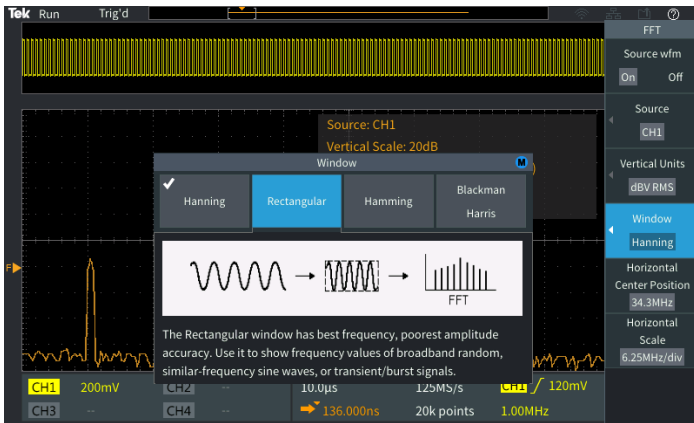 Tek Run Trig'd
FFT
Source wfm
On Off
Source
CH1
Vertical Units
dBV RMS
Window
Hanning
Horizontal
Center Position
34.3MHz
Horizontal
Scale
6.25MHz/div
Source: CH1
Vertical Scale: 20dB
Window
M
Hanning
Rectangular
Hamming
Blackman
Harris
FFT
The Rectangular window has best frequency, poorest amplitude
accuracy. Use it to show frequency values of broadband random,
similar-frequency sine waves, or transient/burst signals.
F
CH1 200mV CH2 -- 10.0µs 125MS/s CH1 120mV
CH3 -- CH4 -- 136.000ns 20k points 1.00MHz